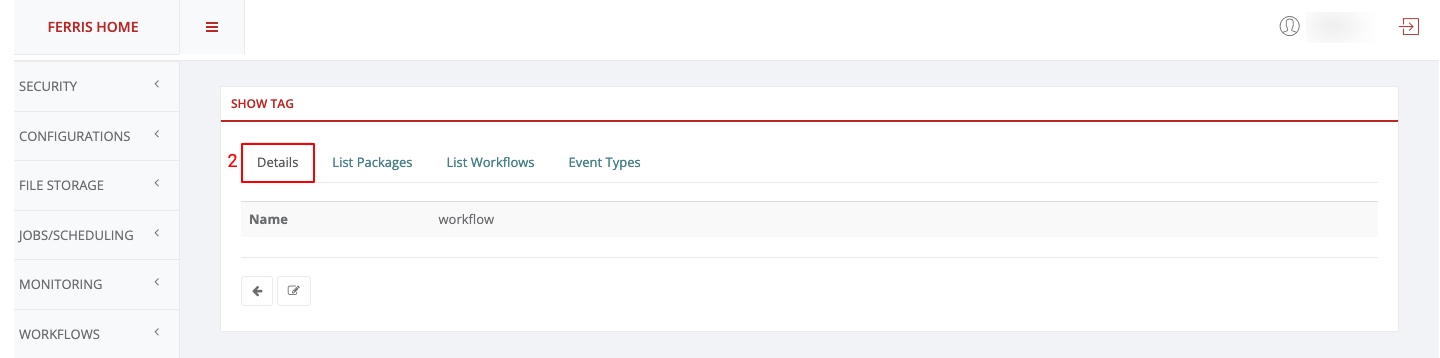 FERRIS HOME
SECURITY
CONFIGURATIONS
FILE STORAGE
JOBS/SCHEDULING
MONITORING
WORKFLOWS
SHOW TAG
2 Details List Packages List Workflows Event Types
Name workflow